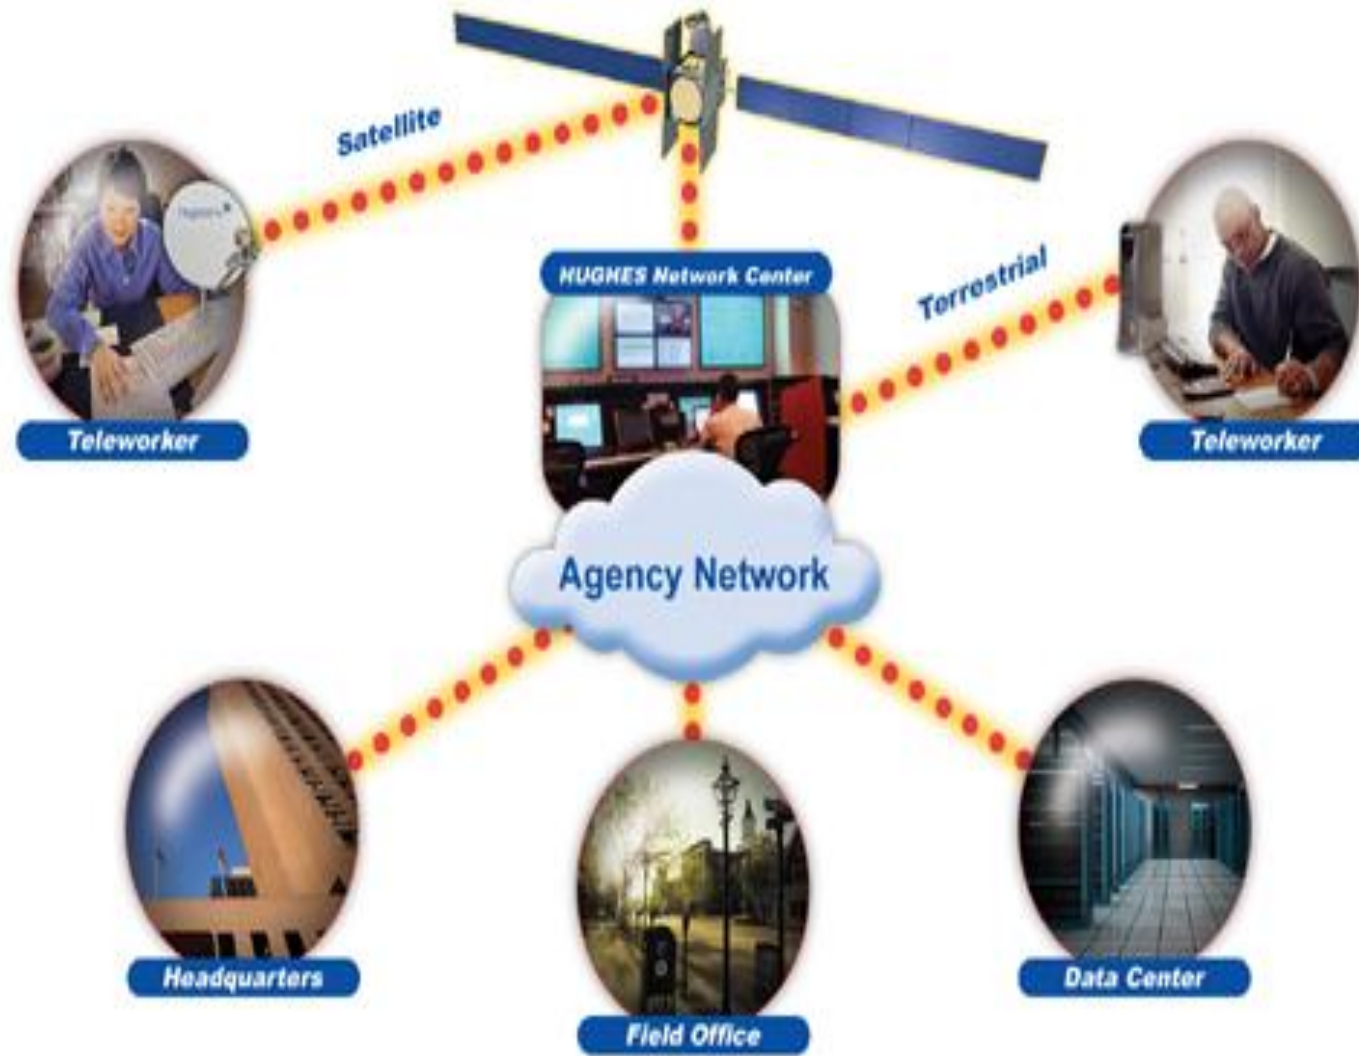 Satellite
HUGHES Network Center
Terrestrial
Teleworker
Teleworker
Agency Network
Headquarters
Data Center
Field Office